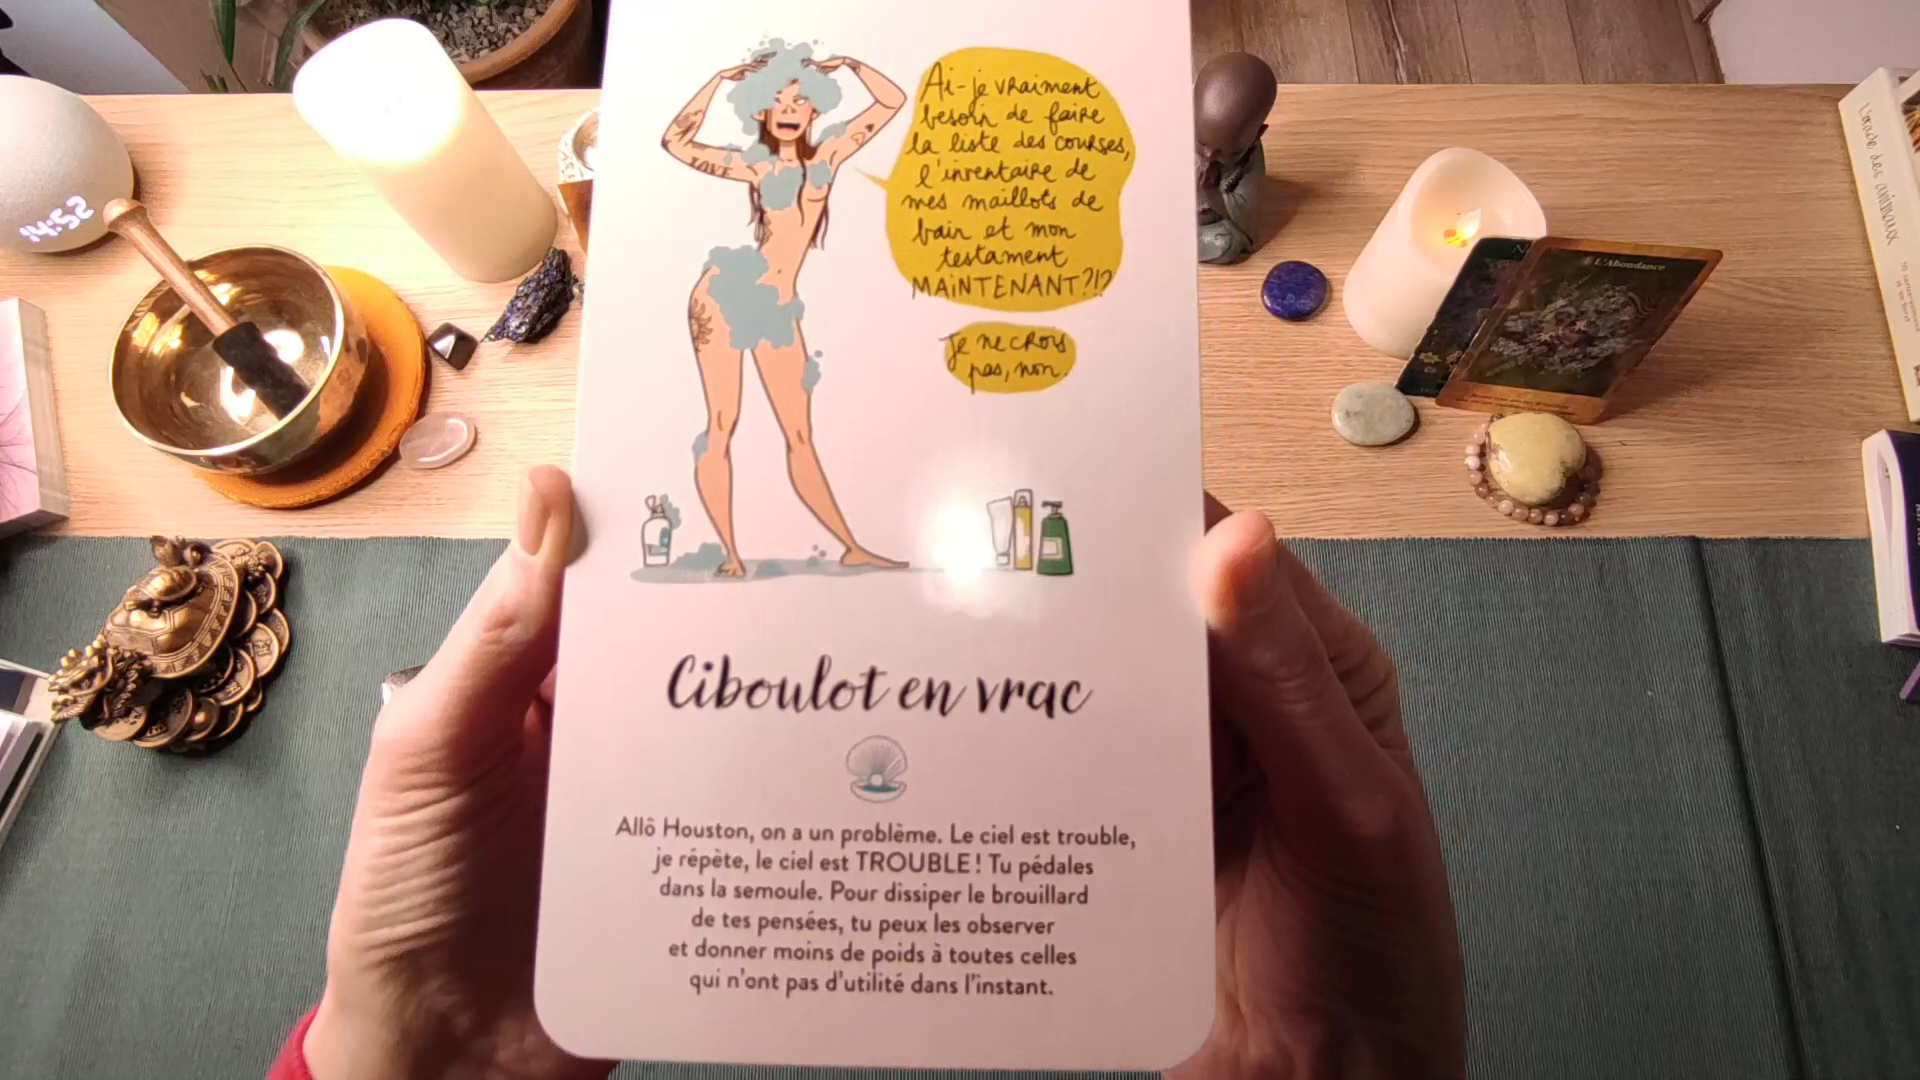 Ai-je vraiment
besoin de faire
la liste des courses,
l'inventaire de
mes maillots de
bain et mon
testament
MAINTENANT?!?
Je ne crois
pas, non.
LOVE
Ciboulot en vrac
Allô Houston, on a un problème. Le ciel est trouble,
je répète, le ciel est TROUBLE ! Tu pédales
dans la semoule. Pour dissiper le brouillard
de tes pensées, tu peux les observer
et donner moins de poids à toutes celles
qui n'ont pas d'utilité dans l'instant.
14:52
L'Abondance
L'oracle des animaux